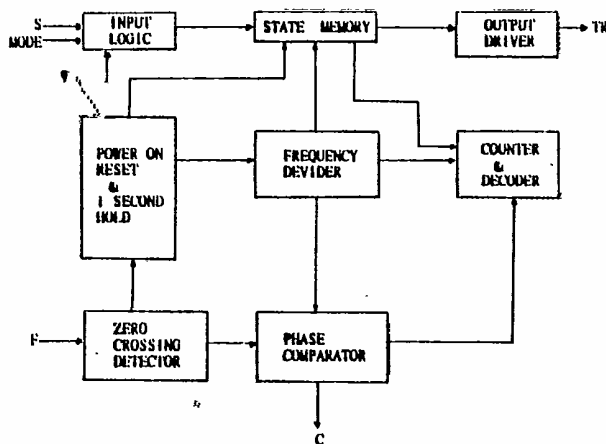 S
MODE
INPUT
LOGIC
STATE MEMORY
OUTPUT
DRIVER
TR
POWER ON
RESET
&
1 SECOND
HOLD
FREQUENCY
DEVIDER
COUNTER
&
DECODER
F
ZERO
CROSSING
DETECTOR
PHASE
COMPARATOR
C